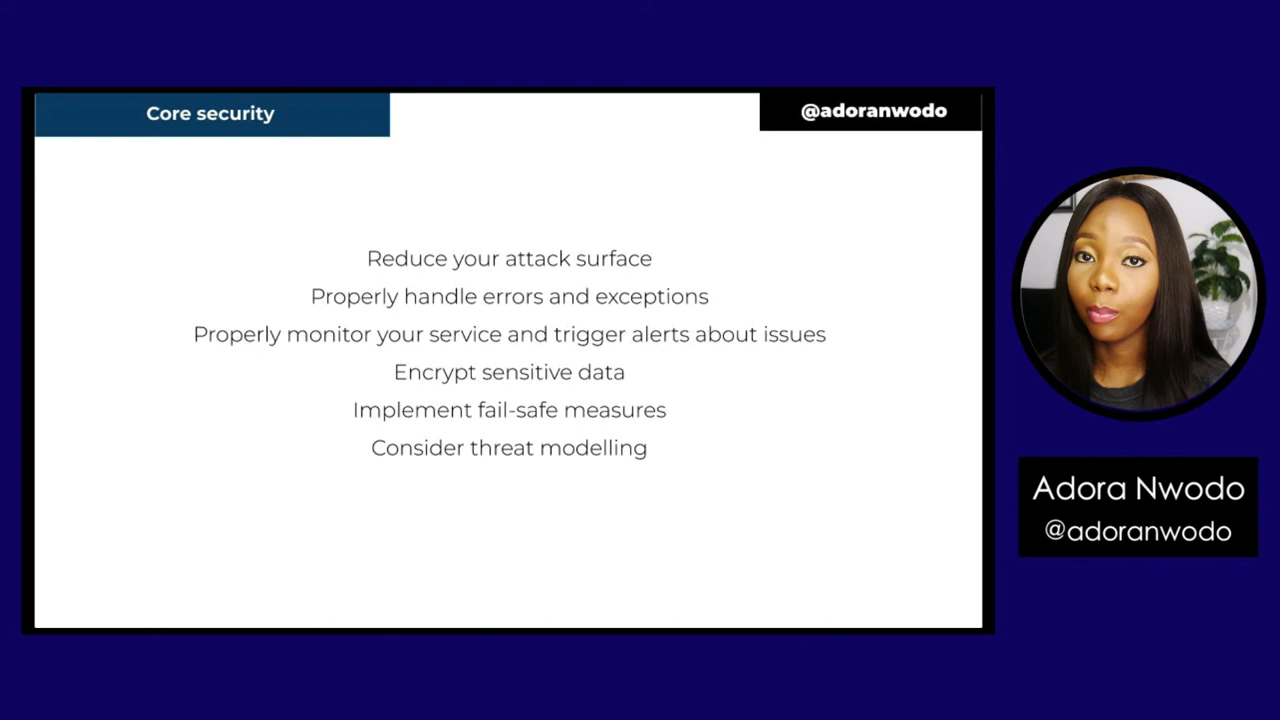 Core security
@adoranwodo
Reduce your attack surface
Properly handle errors and exceptions
Properly monitor your service and trigger alerts about issues
Encrypt sensitive data
Implement fail-safe measures
Consider threat modelling
Adora Nwodo
@adoranwodo